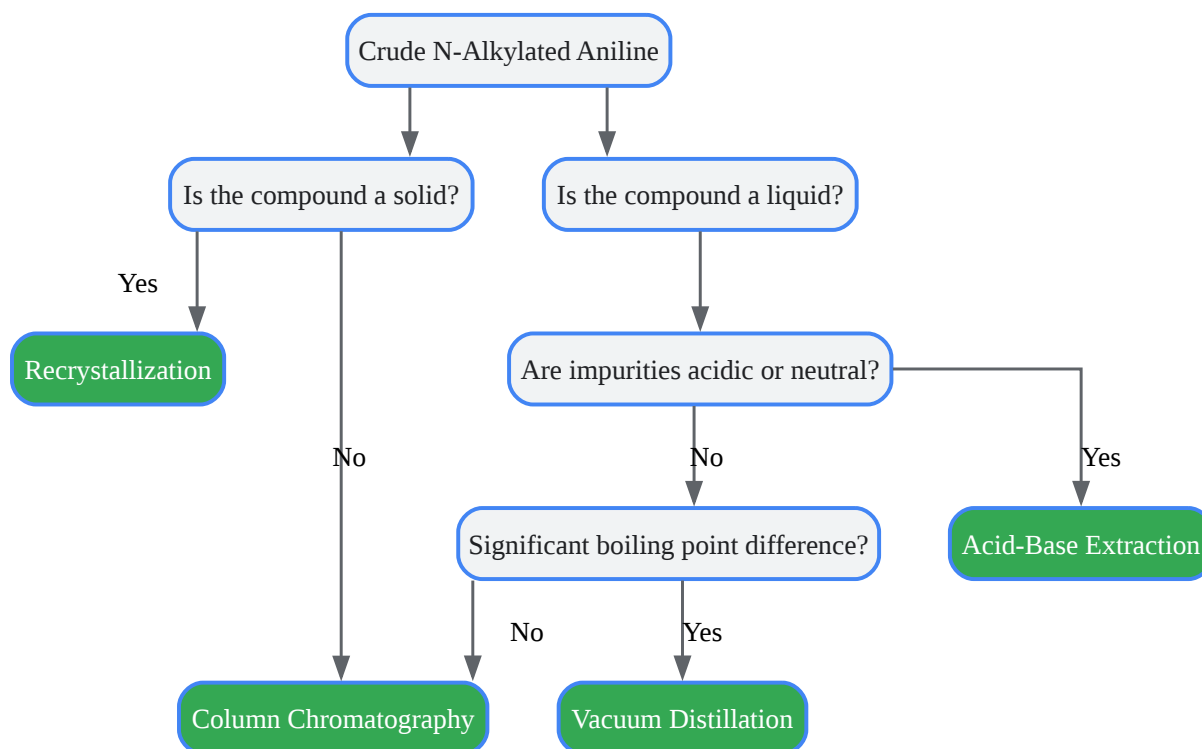 Crude N-Alkylated Aniline
Is the compound a solid?
Is the compound a liquid?
Yes
Recrystallization
Are impurities acidic or neutral?
No
No
Yes
Significant boiling point difference?
Acid-Base Extraction
No
Yes
Column Chromatography
Vacuum Distillation